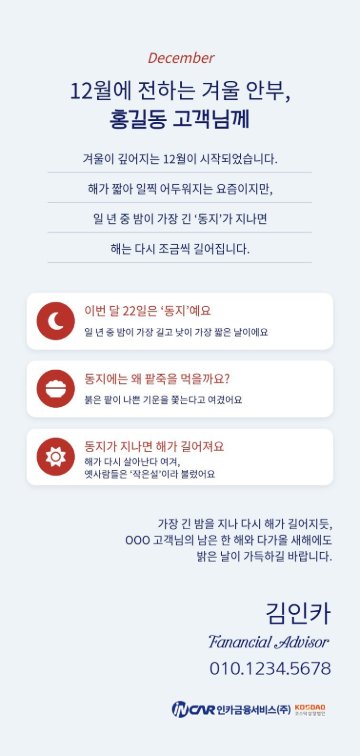 December
12월에 전하는 겨울 안부,
홍길동 고객님께
겨울이 깊어지는 12월이 시작되었습니다.
해가 짧아 일찍 어두워지는 요즘이지만,
일 년 중 밤이 가장 긴 ‘동지’가 지나면
해는 다시 조금씩 길어집니다.
이번 달 22일은 ‘동지’예요
일 년 중 밤이 가장 길고 낮이 가장 짧은 날이에요
동지에는 왜 팥죽을 먹을까요?
붉은 팥이 나쁜 기운을 쫓는다고 여겼어요
동지가 지나면 해가 길어져요
해가 다시 살아난다 여겨,
옛사람들은 ‘작은설’이라 불렀어요
가장 긴 밤을 지나 다시 해가 길어지듯,
OOO 고객님의 남은 한 해와 다가올 새해에도
밝은 날이 가득하길 바랍니다.
김인카
Fanancial Advisor
010.1234.5678
INCAR 인카금융서비스(주) KOSDAQ
코스닥상장법인